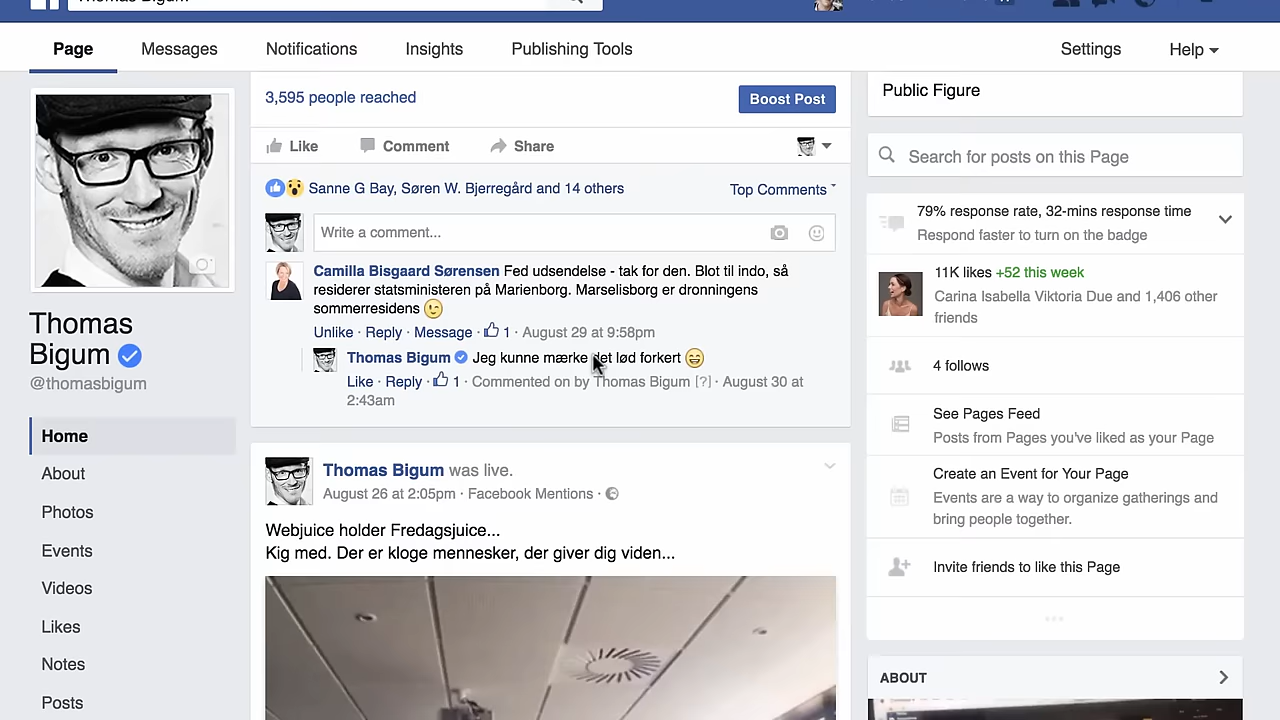 Page Messages Notifications Insights Publishing Tools Settings Help
3,595 people reached
Boost Post
Public Figure
Like Comment Share
Search for posts on this Page
Sanne G Bay, Søren W. Bjerregård and 14 others
Top Comments
Write a comment...
79% response rate, 32-mins response time
Respond faster to turn on the badge
Camilla Bisgaard Sørensen Fed udsendelse - tak for den. Blot til indo, så
residerer statsministeren på Marienborg. Marselisborg er dronningens
sommerresidens
Unlike · Reply · Message · 1 · August 29 at 9:58pm
Thomas Bigum Jeg kunne mærke det lød forkert
Like · Reply · 1 · Commented on by Thomas Bigum [?] · August 30 at
2:43am
11K likes +52 this week
Carina Isabella Viktoria Due and 1,406 other
friends
4 follows
See Pages Feed
Posts from Pages you've liked as your Page
Create an Event for Your Page
Events are a way to organize gatherings and
bring people together.
Invite friends to like this Page
ABOUT
Thomas
Bigum
@thomasbigum
Home
About
Photos
Events
Videos
Likes
Notes
Posts
Thomas Bigum was live.
August 26 at 2:05pm · Facebook Mentions ·
Webjuice holder Fredagsjuice...
Kig med. Der er kloge mennesker, der giver dig viden...